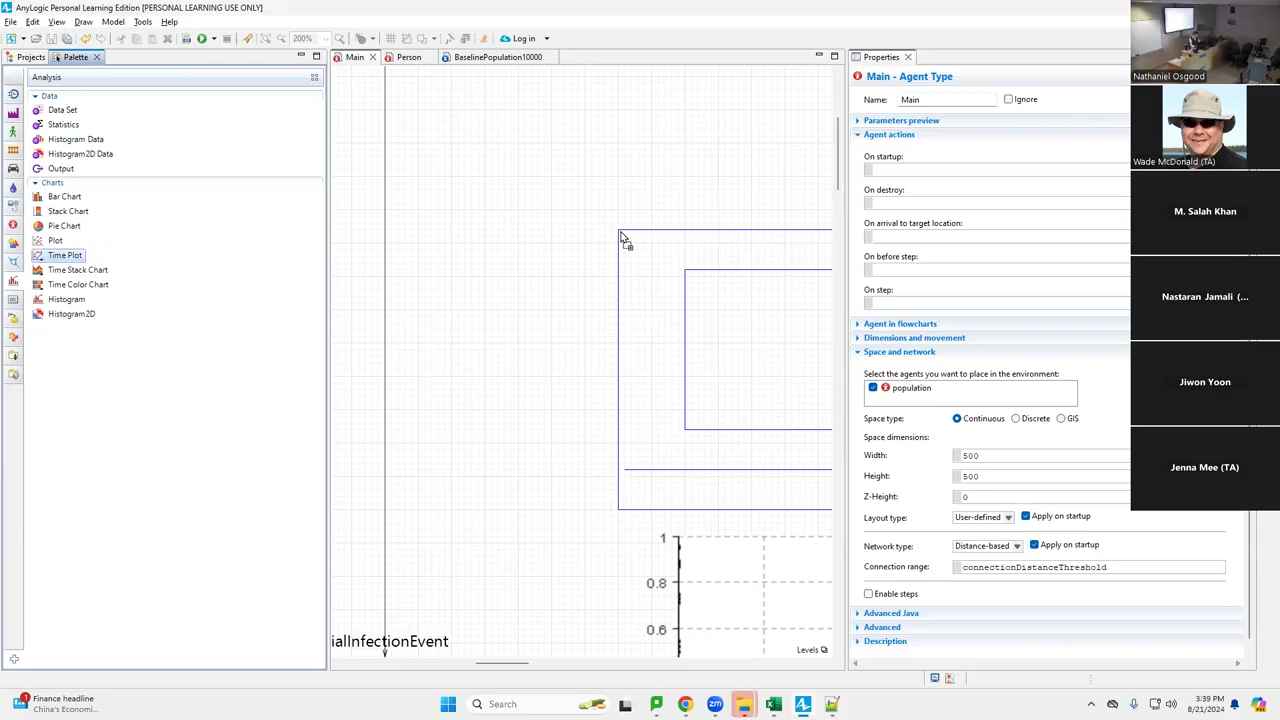 AnyLogic Personal Learning Edition [PERSONAL LEARNING USE ONLY]
File Edit View Draw Model Tools Help
200%
Log in
Projects
Palette
Main
Person
BaselinePopulation10000
Properties
Analysis
Data
Data Set
Statistics
Histogram Data
Histogram2D Data
Output
Charts
Bar Chart
Stack Chart
Pie Chart
Plot
Time Plot
Time Stack Chart
Time Color Chart
Histogram
Histogram2D
1
0.8
0.6
ialInfectionEvent
Levels
Main - Agent Type
Name: Main
Ignore
Parameters preview
Agent actions
On startup:
On destroy:
On arrival to target location:
On before step:
On step:
Agent in flowcharts
Dimensions and movement
Space and network
Select the agents you want to place in the environment:
population
Space type: Continuous Discrete GIS
Space dimensions:
Width: 500
Height: 500
Z-Height: 0
Layout type: User-defined Apply on startup
Network type: Distance-based Apply on startup
Connection range: connectionDistanceThreshold
Enable steps
Advanced Java
Advanced
Description
Nathaniel Osgood
Wade McDonald (TA)
M. Salah Khan
Nastaran Jamali (...
Jiwon Yoon
Jenna Mee (TA)
1
Finance headline
China's Economi...
Search
zm
3:39 PM
8/21/2024